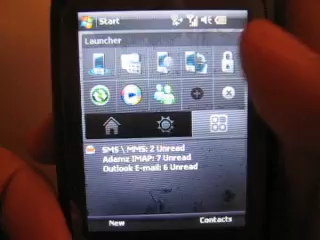 Start
Launcher
SMS \ MMS: 2 Unread
Adamz IMAP: 7 Unread
Outlook E-mail: 6 Unread
New
Contacts